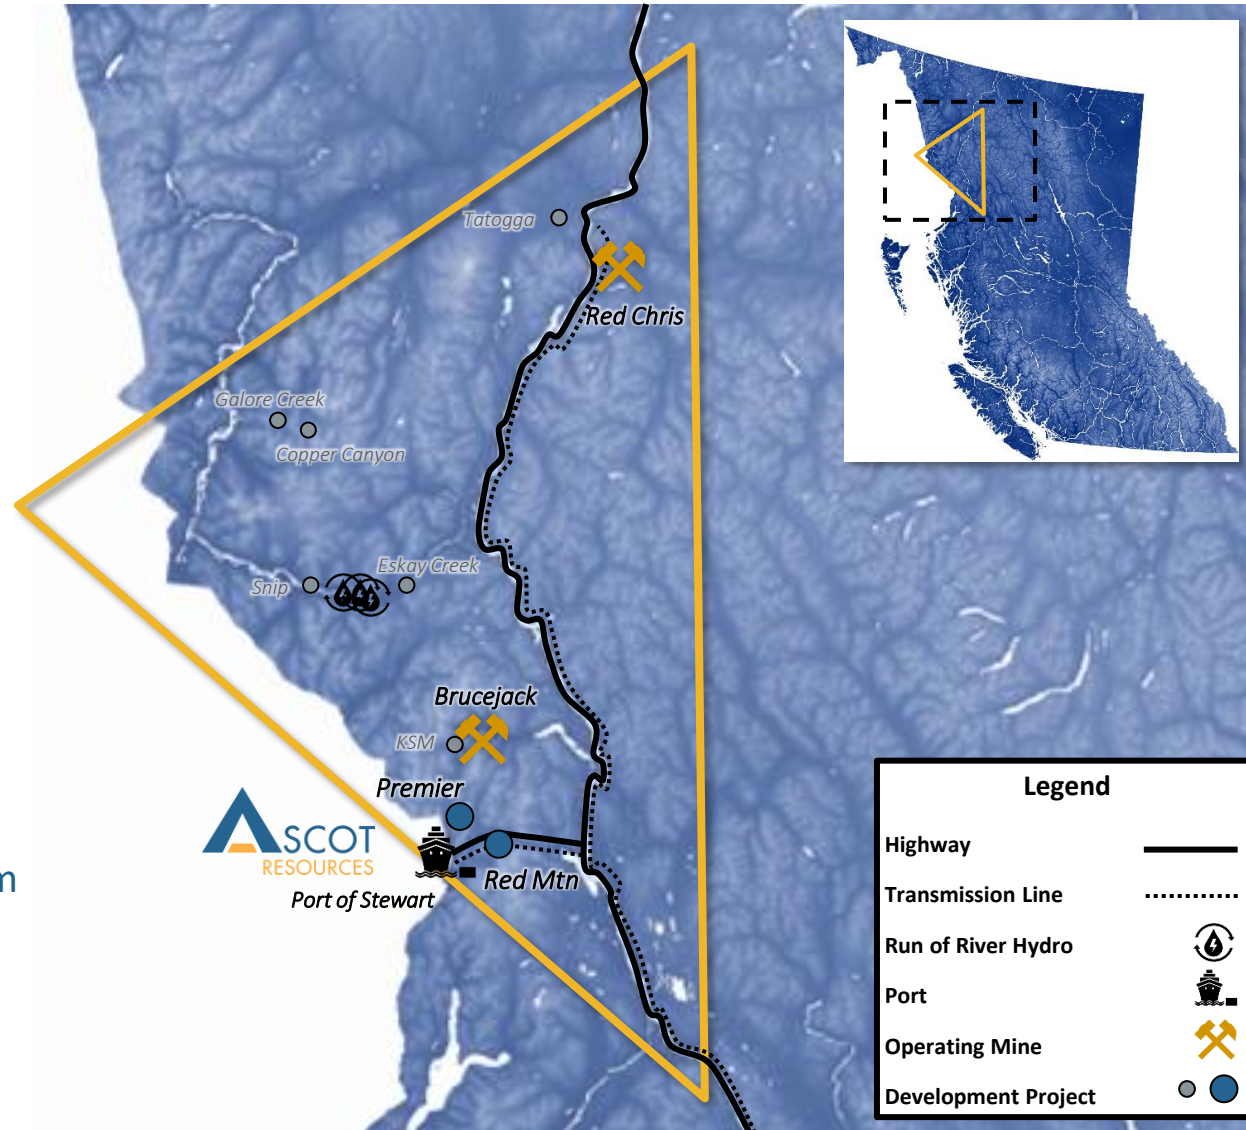 Tatogga
Red Chris
Galore Creek
Copper Canyon
Eskay Creek
Snip
Brucejack
KSM
Premier
ASCOT
RESOURCES
Port of Stewart
Red Mtn
Legend
Highway
Transmission Line
Run of River Hydro
Port
Operating Mine
Development Project